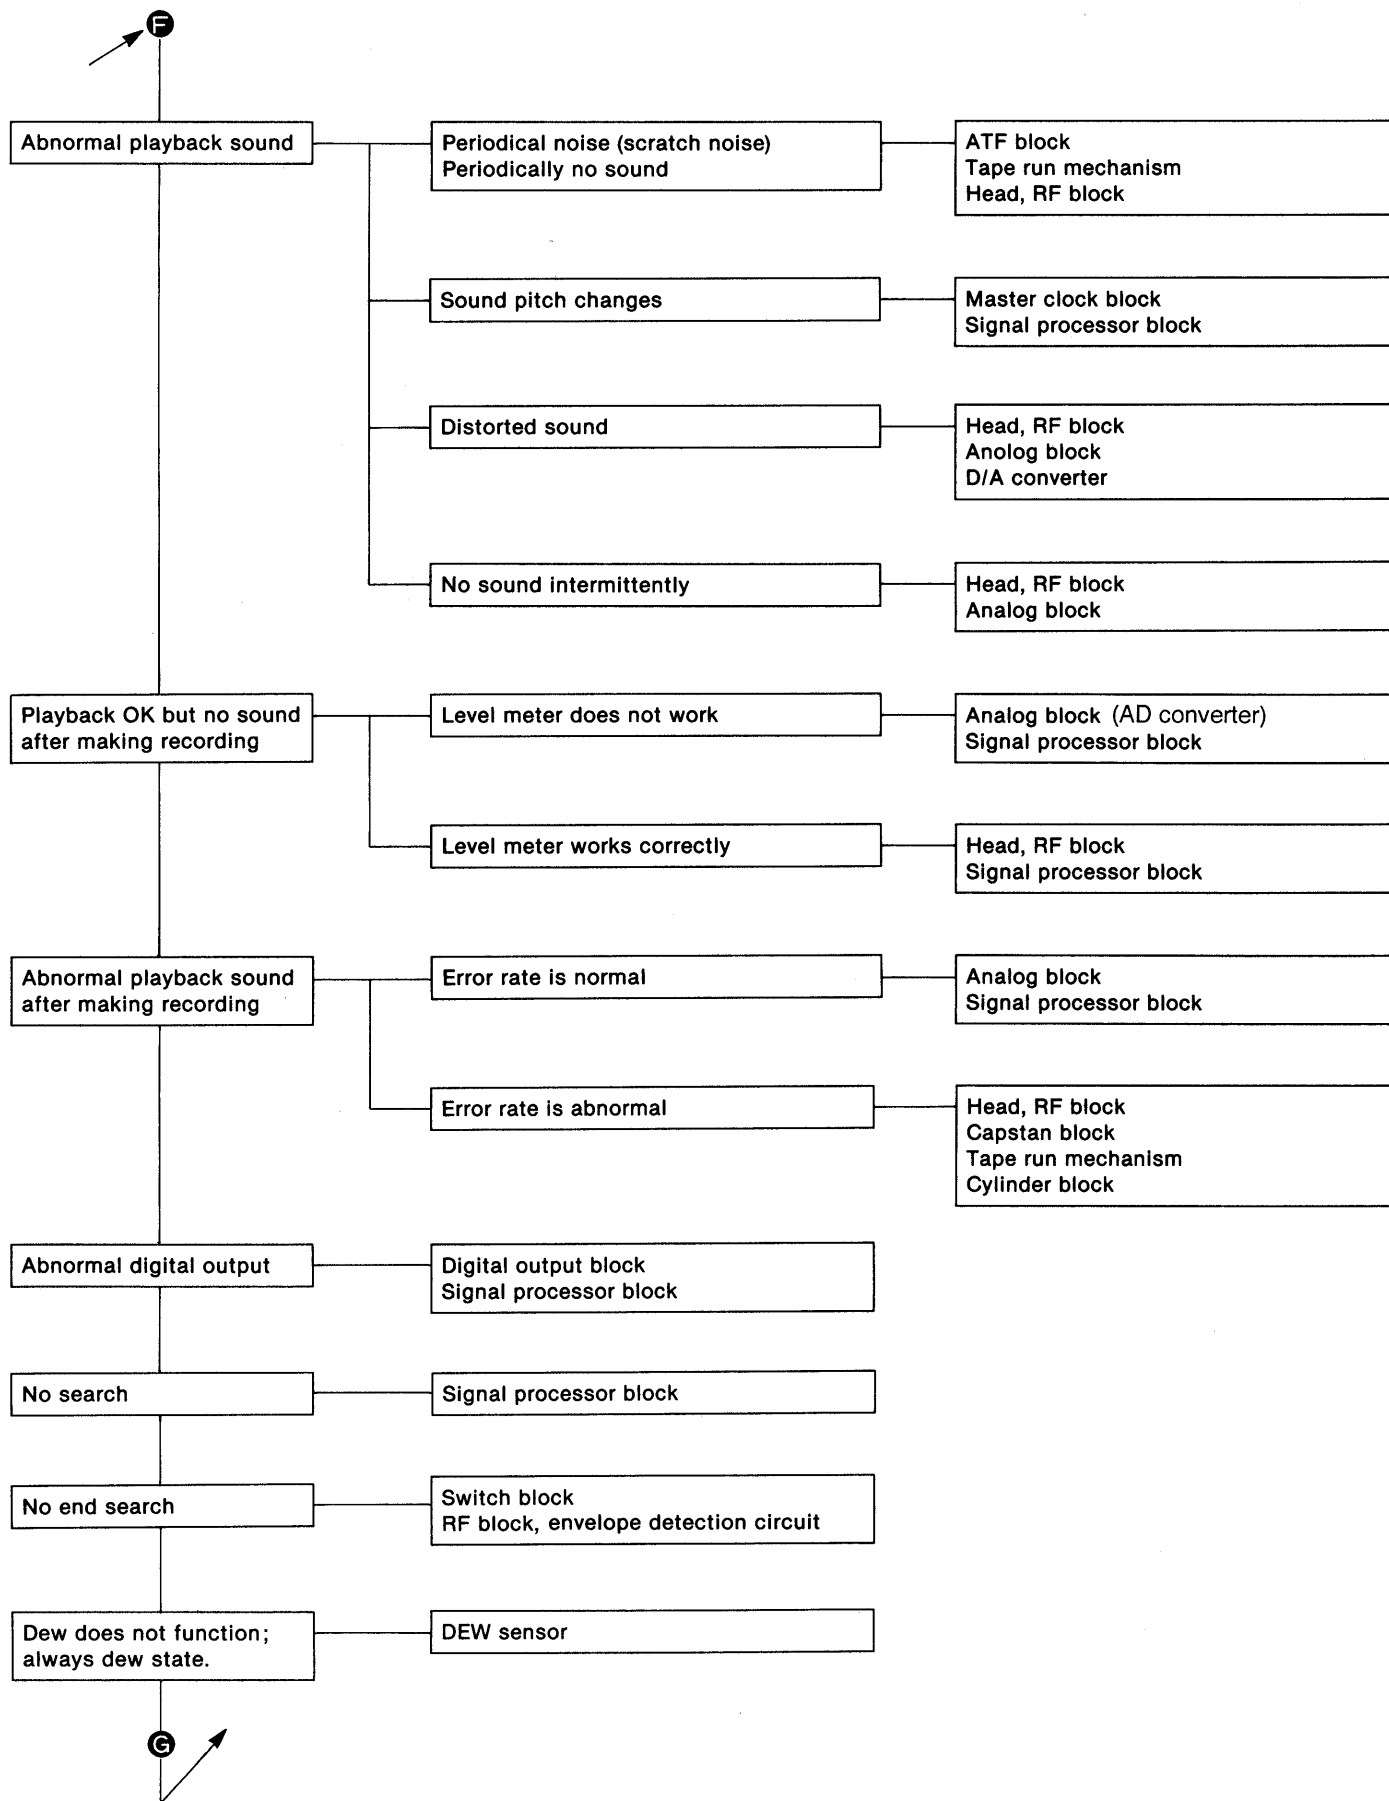 F
Abnormal playback sound
Periodical noise (scratch noise)
Periodically no sound
ATF block
Tape run mechanism
Head, RF block
Sound pitch changes
Master clock block
Signal processor block
Distorted sound
Head, RF block
Anolog block
D/A converter
No sound intermittently
Head, RF block
Analog block
Playback OK but no sound
after making recording
Level meter does not work
Analog block (AD converter)
Signal processor block
Level meter works correctly
Head, RF block
Signal processor block
Abnormal playback sound
after making recording
Error rate is normal
Analog block
Signal processor block
Error rate is abnormal
Head, RF block
Capstan block
Tape run mechanism
Cylinder block
Abnormal digital output
Digital output block
Signal processor block
No search
Signal processor block
No end search
Switch block
RF block, envelope detection circuit
Dew does not function;
always dew state.
DEW sensor
G